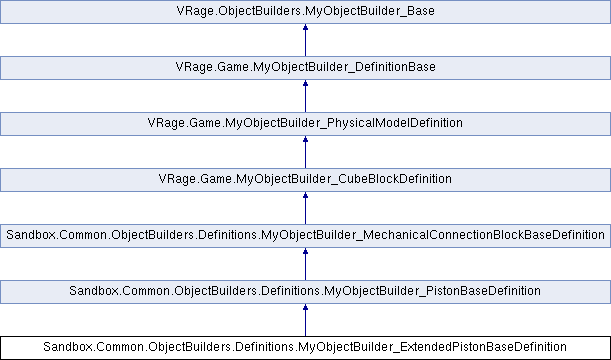 VRage.ObjectBuilders.MyObjectBuilder_Base
VRage.Game.MyObjectBuilder_DefinitionBase
VRage.Game.MyObjectBuilder_PhysicalModelDefinition
VRage.Game.MyObjectBuilder_CubeBlockDefinition
Sandbox.Common.ObjectBuilders.Definitions.MyObjectBuilder_MechanicalConnectionBlockBaseDefinition
Sandbox.Common.ObjectBuilders.Definitions.MyObjectBuilder_PistonBaseDefinition
Sandbox.Common.ObjectBuilders.Definitions.MyObjectBuilder_ExtendedPistonBaseDefinition